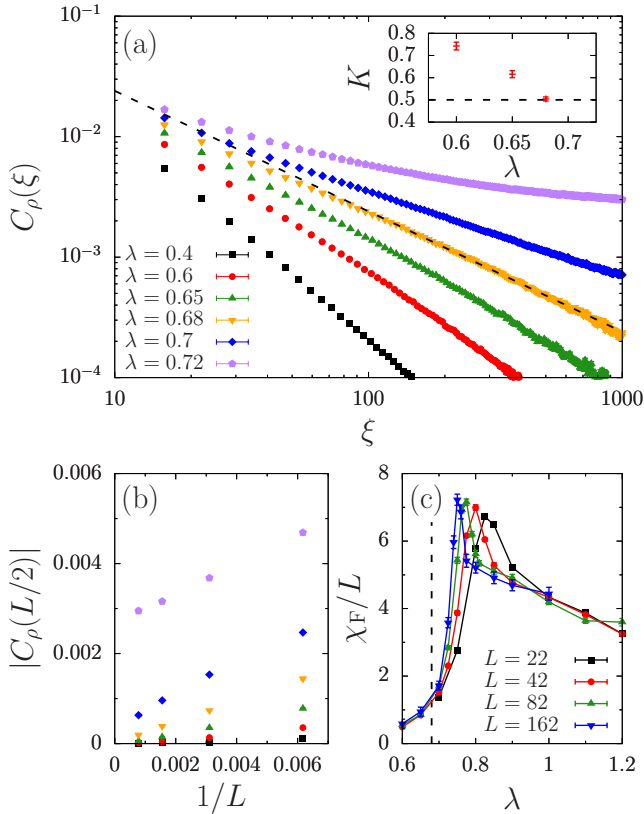 (a)
10⁻¹
10⁻²
10⁻³
10⁻⁴
C_ρ(ξ)
10
100
1000
ξ
λ = 0.4
λ = 0.6
λ = 0.65
λ = 0.68
λ = 0.7
λ = 0.72
K
0.8
0.7
0.6
0.5
0.4
0.6
0.65
0.7
λ
(b)
0.006
0.004
0.002
0
|C_ρ(L/2)|
0
0.002
0.004
0.006
1/L
(c)
8
6
4
2
0
χ_F/L
0.6
0.8
1
1.2
λ
L = 22
L = 42
L = 82
L = 162